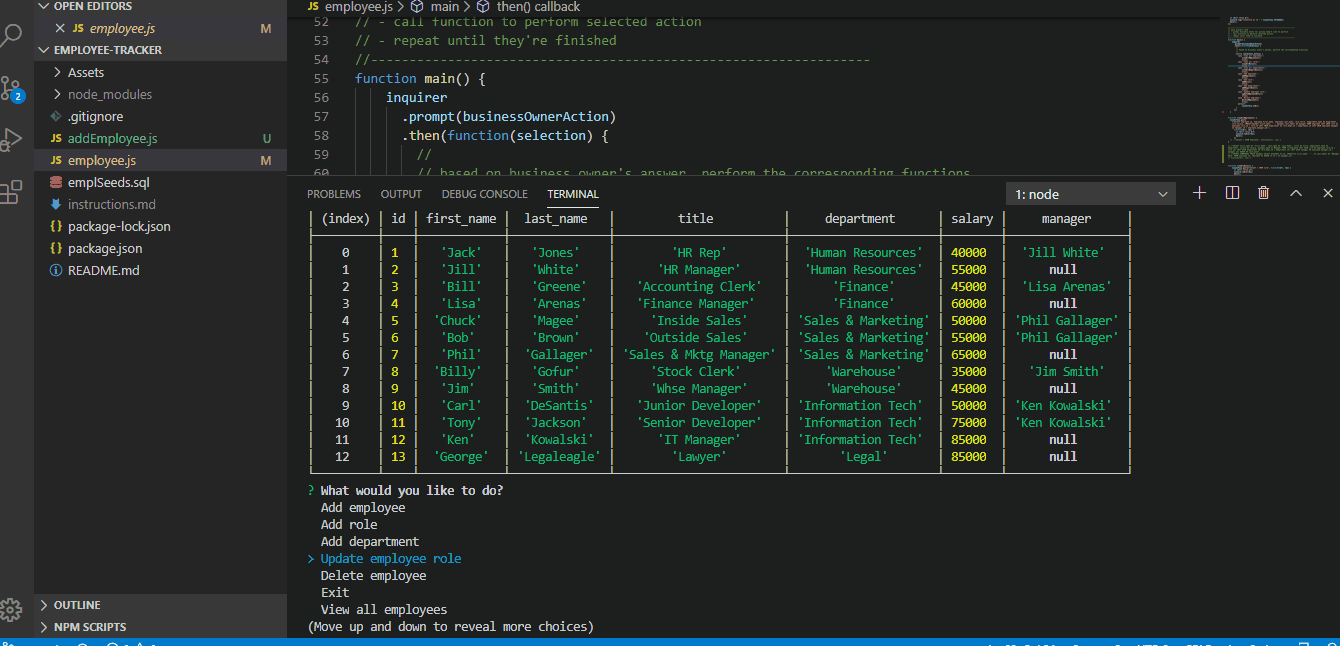 OPEN EDITORS
JS employee.js M
EMPLOYEE-TRACKER
Assets
node_modules
.gitignore
JS addEmployee.js U
JS employee.js M
emplSeeds.sql
instructions.md
{} package-lock.json
{} package.json
README.md
OUTLINE
NPM SCRIPTS
2
JS employee.js > main > then() callback
52 // - call function to perform selected action
53 // - repeat until they're finished
54 //------------------------------------------------------------
55 function main() {
56 inquirer
57 .prompt(businessOwnerAction)
58 .then(function(selection) {
59 //
60 // based on business owner's answer, perform the corresponding functions
PROBLEMS OUTPUT DEBUG CONSOLE TERMINAL 1: node
(index) id first_name last_name title department salary manager
0 1 'Jack' 'Jones' 'HR Rep' 'Human Resources' 40000 'Jill White'
1 2 'Jill' 'White' 'HR Manager' 'Human Resources' 55000 null
2 3 'Bill' 'Greene' 'Accounting Clerk' 'Finance' 45000 'Lisa Arenas'
3 4 'Lisa' 'Arenas' 'Finance Manager' 'Finance' 60000 null
4 5 'Chuck' 'Magee' 'Inside Sales' 'Sales & Marketing' 50000 'Phil Gallager'
5 6 'Bob' 'Brown' 'Outside Sales' 'Sales & Marketing' 55000 'Phil Gallager'
6 7 'Phil' 'Gallager' 'Sales & Mktg Manager' 'Sales & Marketing' 65000 null
7 8 'Billy' 'Gofur' 'Stock Clerk' 'Warehouse' 35000 'Jim Smith'
8 9 'Jim' 'Smith' 'Whse Manager' 'Warehouse' 45000 null
9 10 'Carl' 'DeSantis' 'Junior Developer' 'Information Tech' 50000 'Ken Kowalski'
10 11 'Tony' 'Jackson' 'Senior Developer' 'Information Tech' 75000 'Ken Kowalski'
11 12 'Ken' 'Kowalski' 'IT Manager' 'Information Tech' 85000 null
12 13 'George' 'Legaleagle' 'Lawyer' 'Legal' 85000 null
? What would you like to do?
Add employee
Add role
Add department
> Update employee role
Delete employee
Exit
View all employees
(Move up and down to reveal more choices)